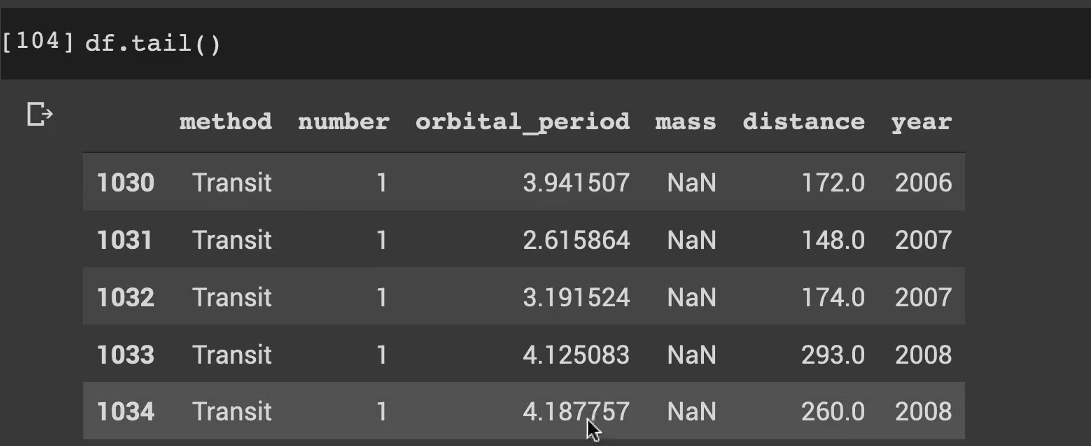 [104] df.tail()
method number orbital_period mass distance year
1030 Transit 1 3.941507 NaN 172.0 2006
1031 Transit 1 2.615864 NaN 148.0 2007
1032 Transit 1 3.191524 NaN 174.0 2007
1033 Transit 1 4.125083 NaN 293.0 2008
1034 Transit 1 4.187757 NaN 260.0 2008